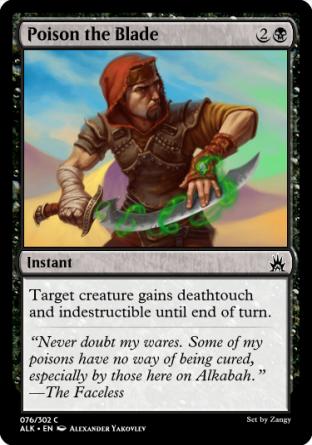 Poison the Blade 2
Instant
Target creature gains deathtouch
and indestructible until end of turn.
“Never doubt my wares. Some of my
poisons have no way of being cured,
especially by those here on Alkabah.”
—The Faceless
076/302 C
ALK • EN Alexander Yakovlev
Set by Zangy